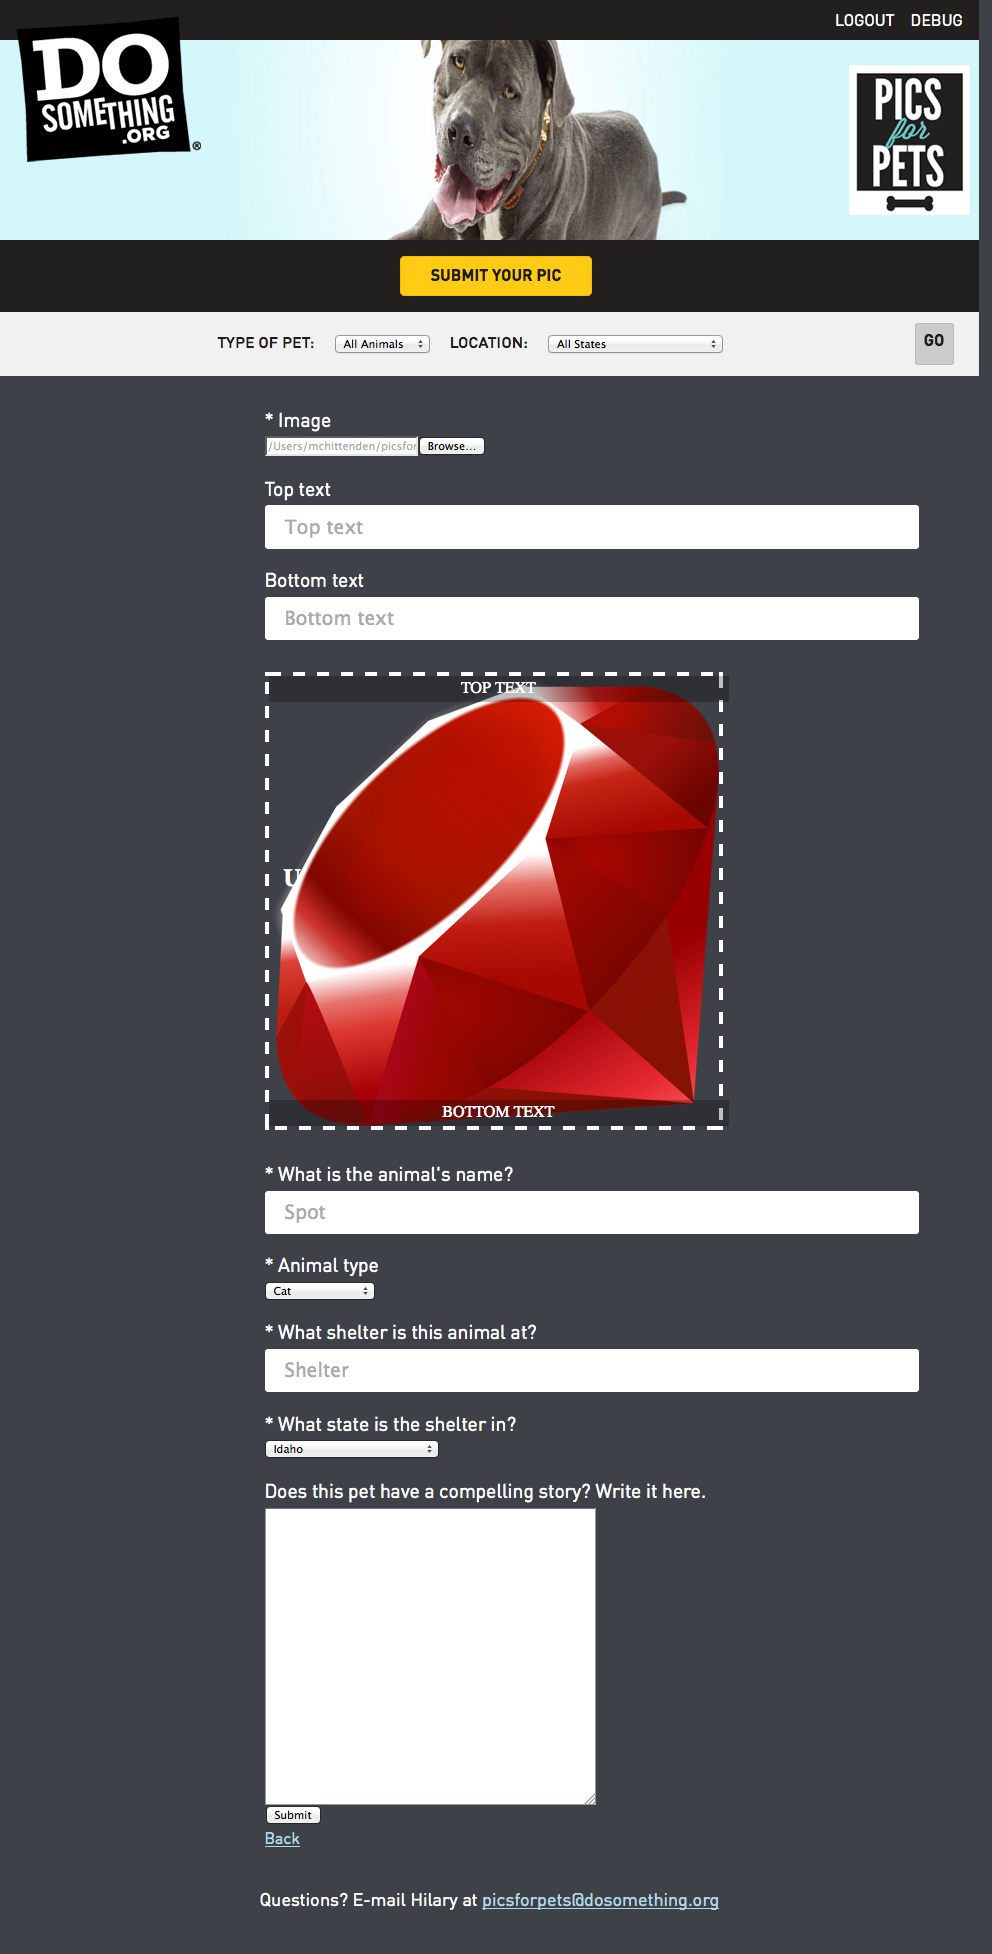 LOGOUT DEBUG
DO
SOMETHING
.ORG
®
PICS
for
PETS
SUBMIT YOUR PIC
TYPE OF PET: All Animals LOCATION: All States GO
* Image
/Users/mchittenden/picsfor Browse...
Top text
Top text
Bottom text
Bottom text
TOP TEXT
U
BOTTOM TEXT
* What is the animal's name?
Spot
* Animal type
Cat
* What shelter is this animal at?
Shelter
* What state is the shelter in?
Idaho
Does this pet have a compelling story? Write it here.
Submit
Back
Questions? E-mail Hilary at picsforpets@dosomething.org